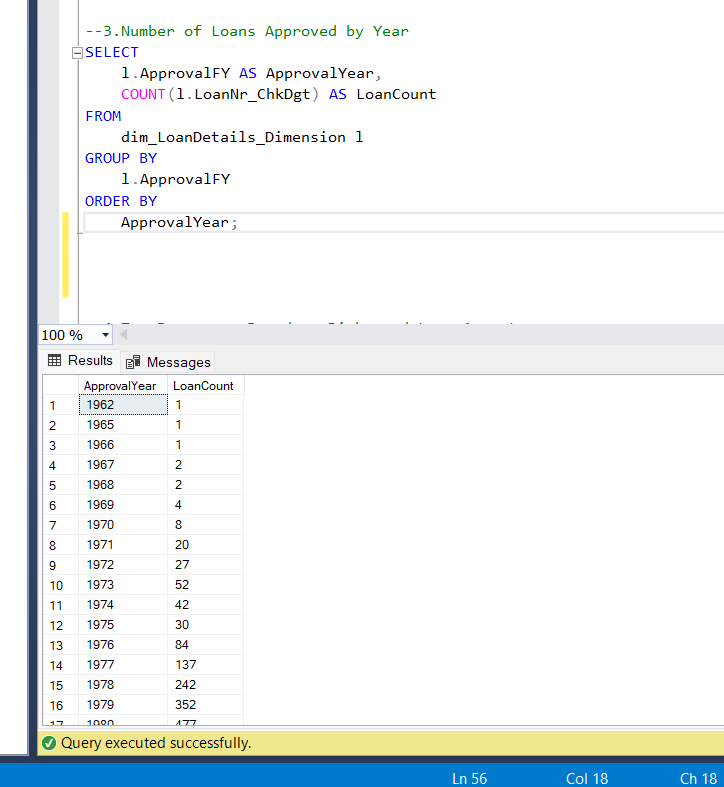 --3.Number of Loans Approved by Year
SELECT
l.ApprovalFY AS ApprovalYear,
COUNT(l.LoanNr_ChkDgt) AS LoanCount
FROM
dim_LoanDetails_Dimension l
GROUP BY
l.ApprovalFY
ORDER BY
ApprovalYear;
100 %
Results Messages
ApprovalYear LoanCount
1 1962 1
2 1965 1
3 1966 1
4 1967 2
5 1968 2
6 1969 4
7 1970 8
8 1971 20
9 1972 27
10 1973 52
11 1974 42
12 1975 30
13 1976 84
14 1977 137
15 1978 242
16 1979 352
17 1980 477
Query executed successfully.
Ln 56 Col 18 Ch 18